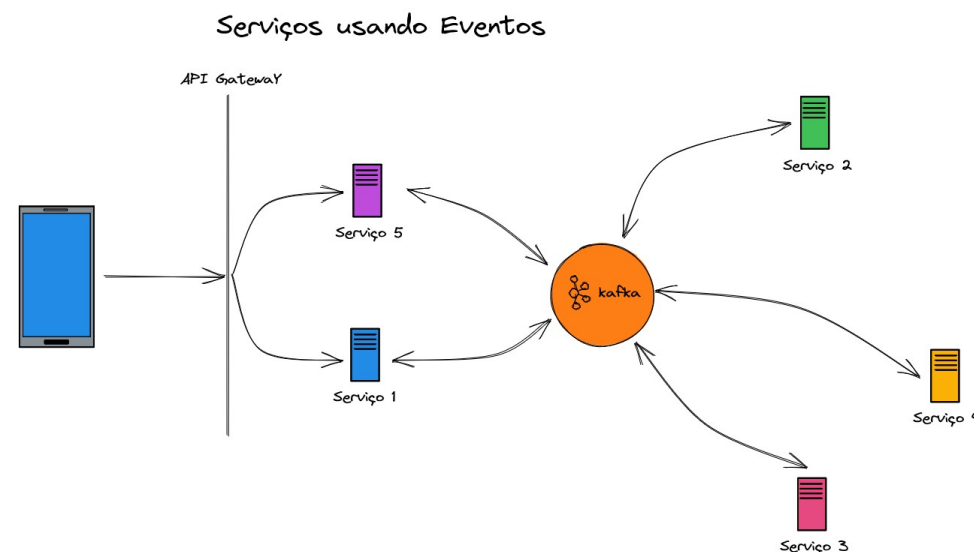 Serviços usando Eventos
API GatewaY
Serviço 2
Serviço 5
kafka
Serviço 1
Serviço
Serviço 3